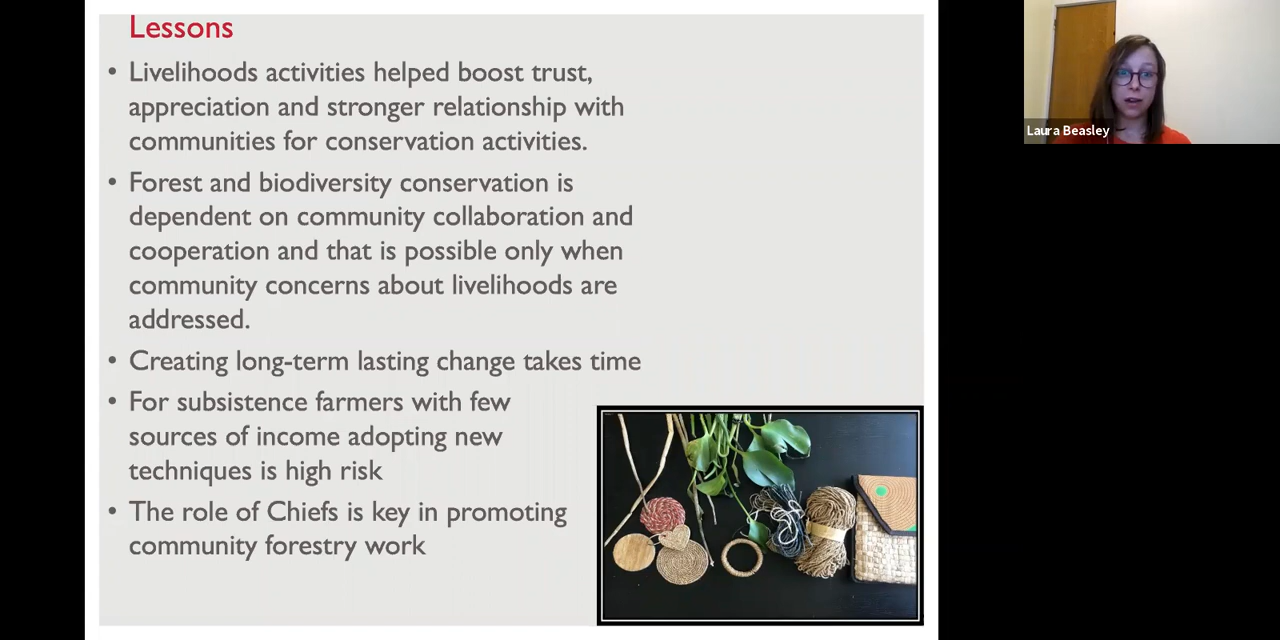 Lessons
• Livelihoods activities helped boost trust,
appreciation and stronger relationship with
communities for conservation activities.
• Forest and biodiversity conservation is
dependent on community collaboration and
cooperation and that is possible only when
community concerns about livelihoods are
addressed.
• Creating long-term lasting change takes time
• For subsistence farmers with few
sources of income adopting new
techniques is high risk
• The role of Chiefs is key in promoting
community forestry work
Laura Beasley